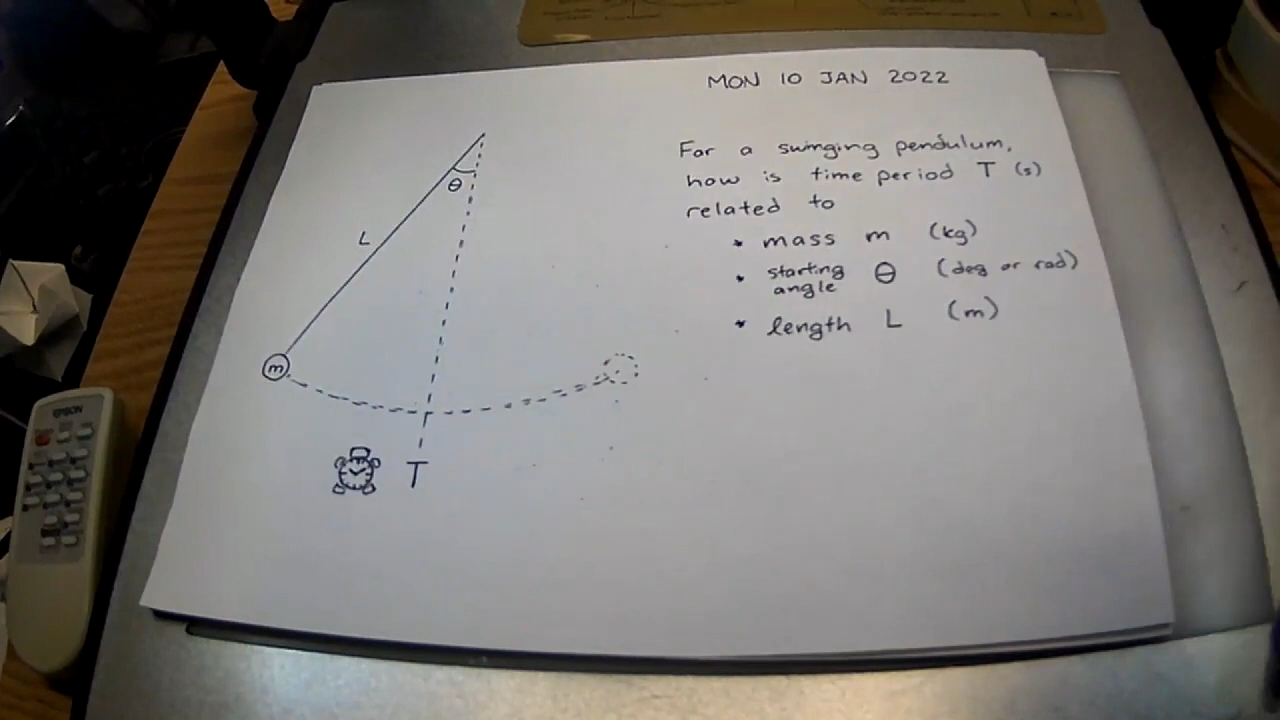 MON 10 JAN 2022
For a swinging pendulum,
how is time period T (s)
related to
* mass m (kg)
* starting angle θ (deg or rad)
* length L (m)
θ
L
m
T
EPSON